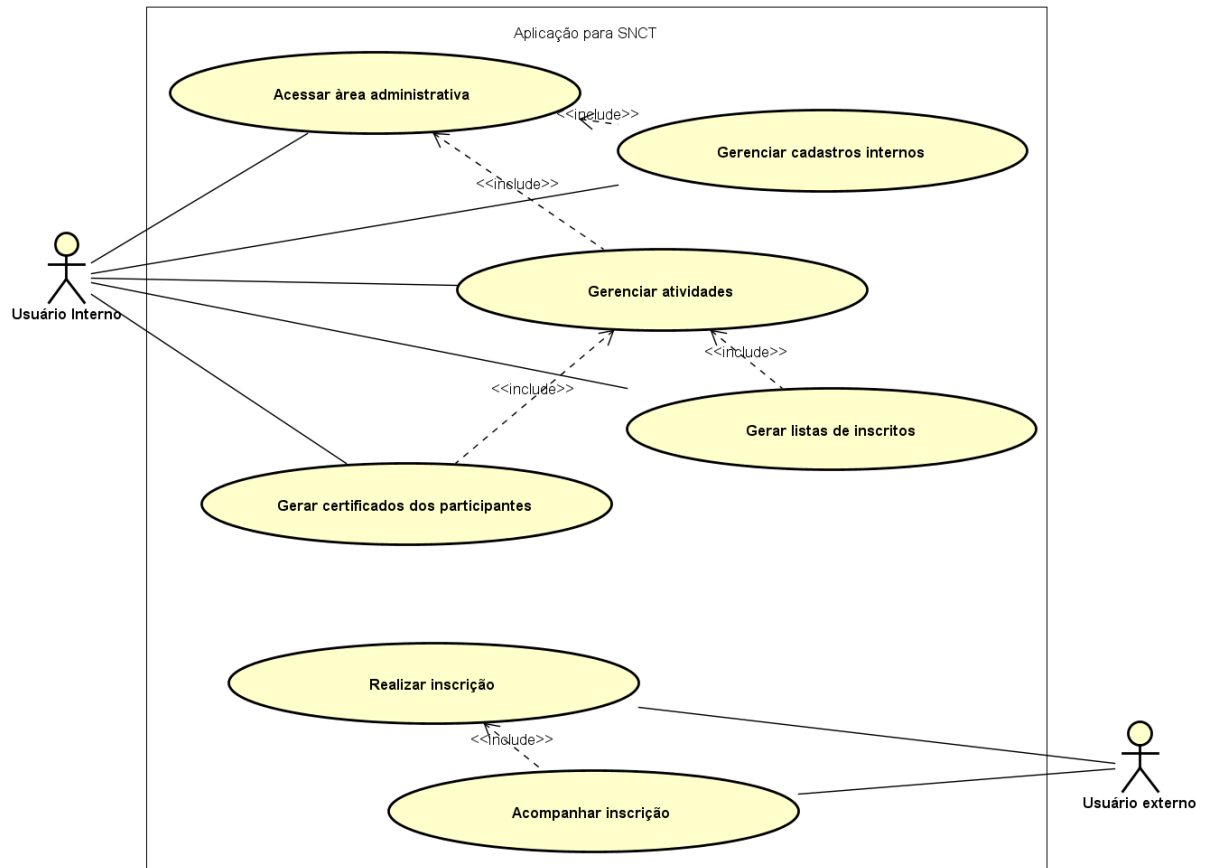 Aplicação para SNCT
Acessar àrea administrativa
<<include>>
Gerenciar cadastros internos
<<include>>
Usuário Interno
Gerenciar atividades
<<include>>
<<include>>
Gerar listas de inscritos
Gerar certificados dos participantes
Realizar inscrição
<<include>>
Acompanhar inscrição
Usuário externo